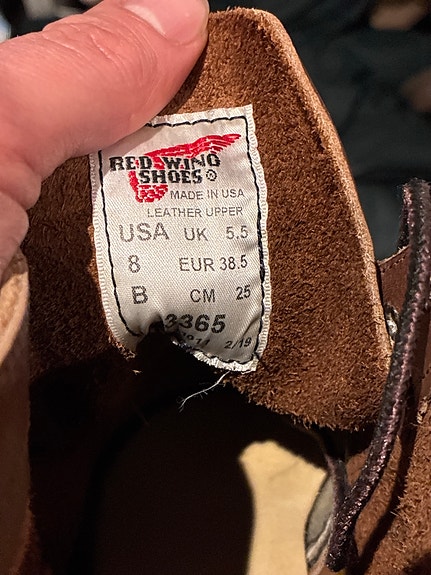 RED WING
SHOES ®
MADE IN USA
LEATHER UPPER
USA UK 5.5
8 EUR 38.5
B CM 25
3365
2/19